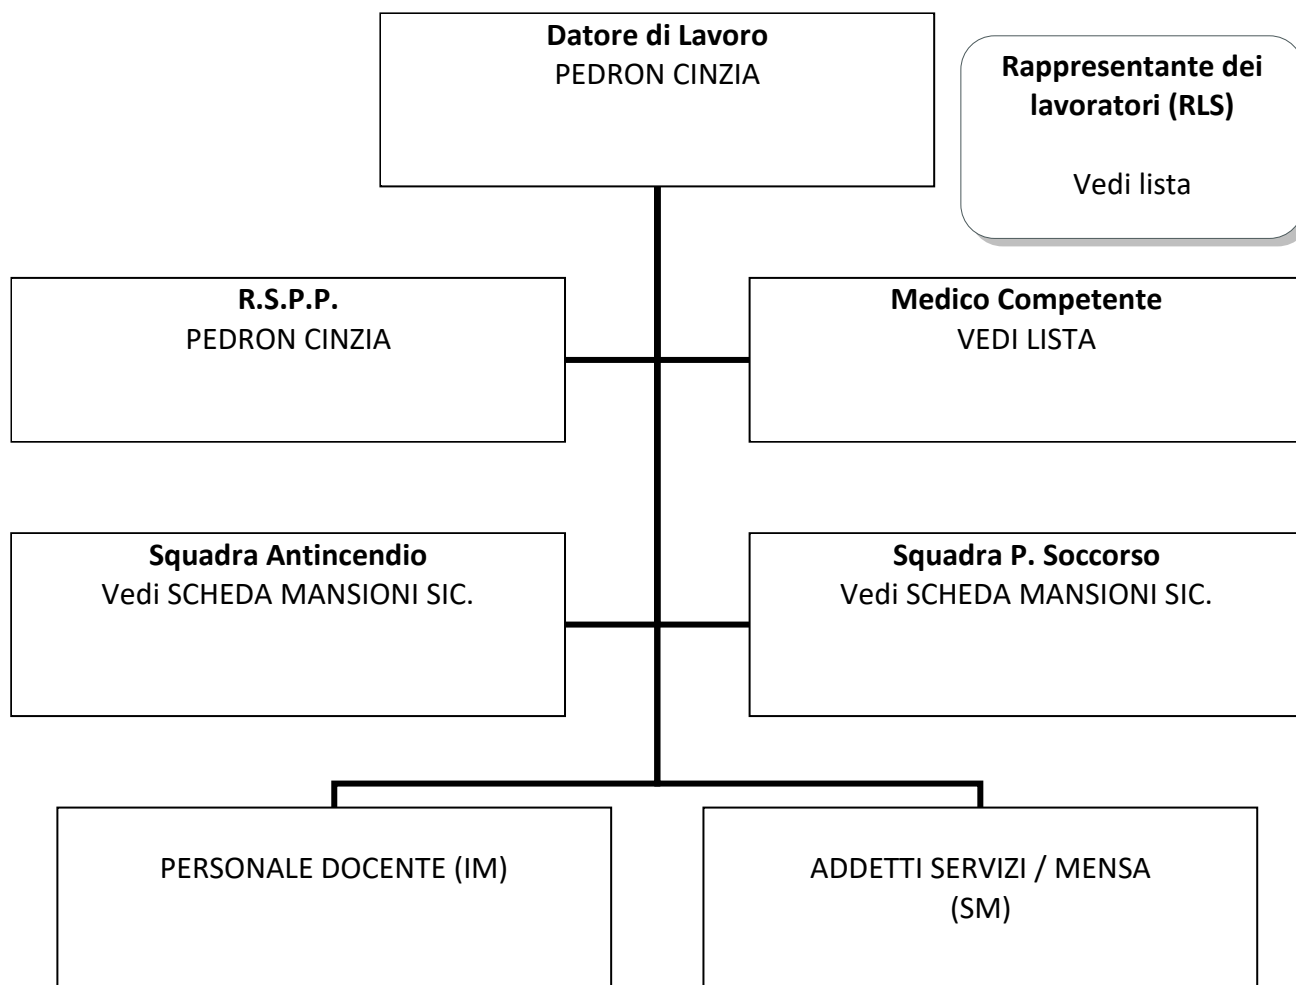 Datore di Lavoro
PEDRON CINZIA
Rappresentante dei
lavoratori (RLS)
Vedi lista
R.S.P.P.
PEDRON CINZIA
Medico Competente
VEDI LISTA
Squadra Antincendio
Vedi SCHEDA MANSIONI SIC.
Squadra P. Soccorso
Vedi SCHEDA MANSIONI SIC.
PERSONALE DOCENTE (IM)
ADDETTI SERVIZI / MENSA
(SM)